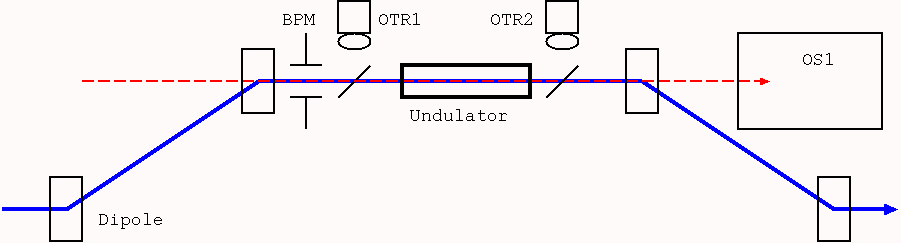 BPM
OTR1
OTR2
OS1
Undulator
Dipole